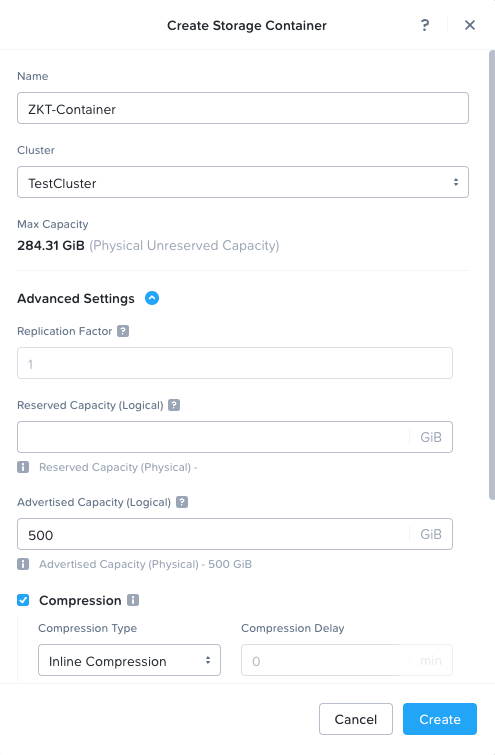 Create Storage Container ?
Name
ZKT-Container
Cluster
TestCluster
Max Capacity
284.31 GiB (Physical Unreserved Capacity)
Advanced Settings
Replication Factor ?
1
Reserved Capacity (Logical) ?
GiB
i Reserved Capacity (Physical) -
Advertised Capacity (Logical) ?
500 GiB
i Advertised Capacity (Physical) - 500 GiB
Compression i
Compression Type Compression Delay
Inline Compression 0 min
Cancel Create